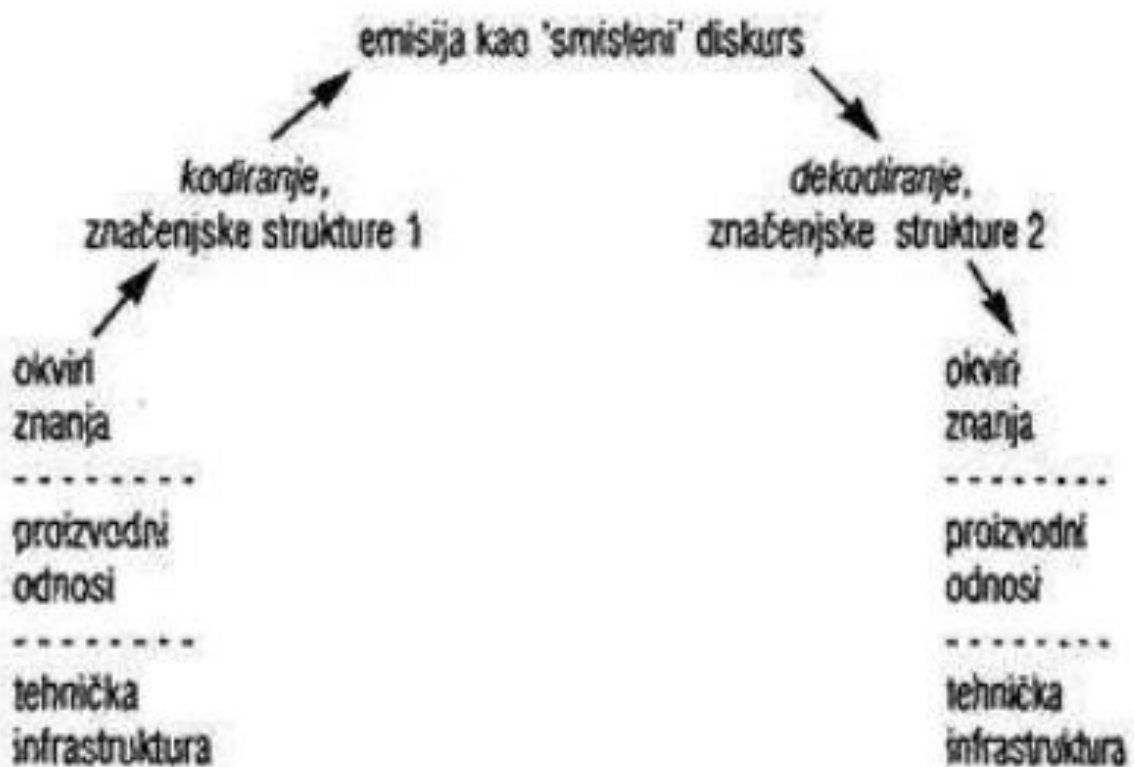 emisija kao 'smisleni' diskurs
kodiranje,
značenjske strukture 1
dekodiranje,
značenjske strukture 2
okviri
znanja
proizvodni
odnosi
tehnička
infrastruktura
okviri
znanja
proizvodni
odnosi
tehnička
infrastruktura